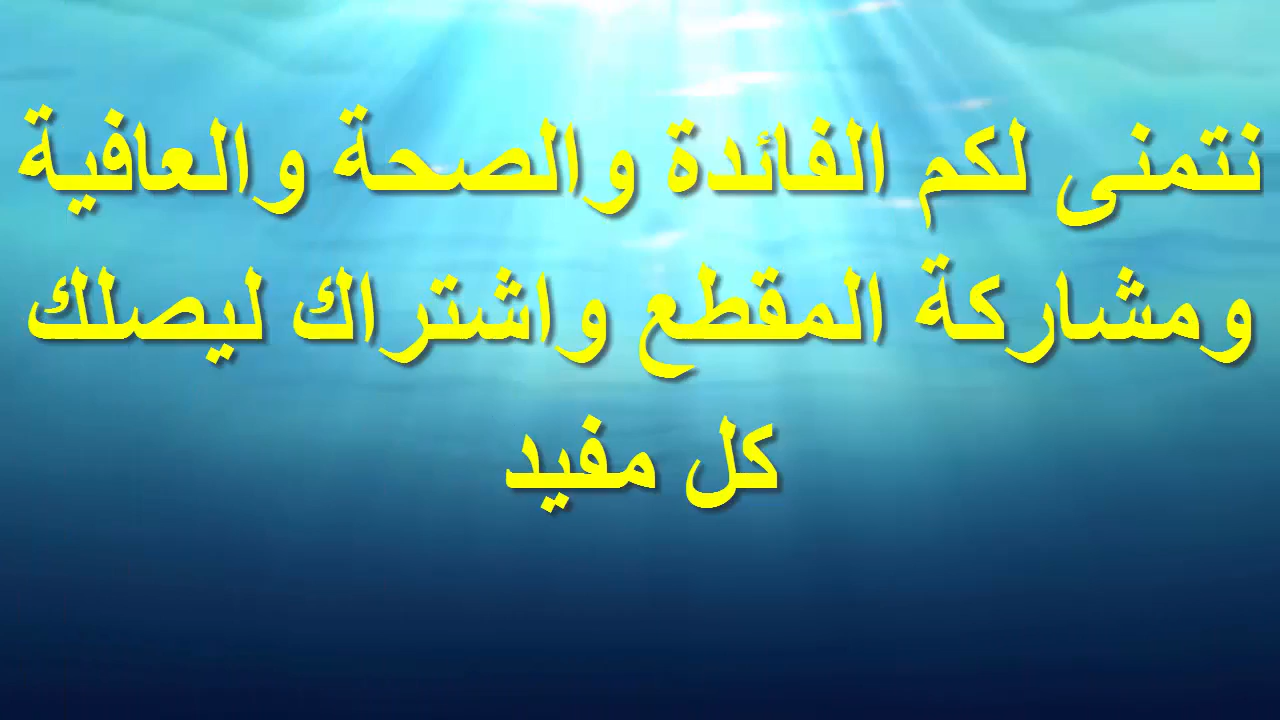 نتمنى لكم الفائدة والصحة والعافية
ومشاركة المقطع واشتراك ليصلك
كل مفيد